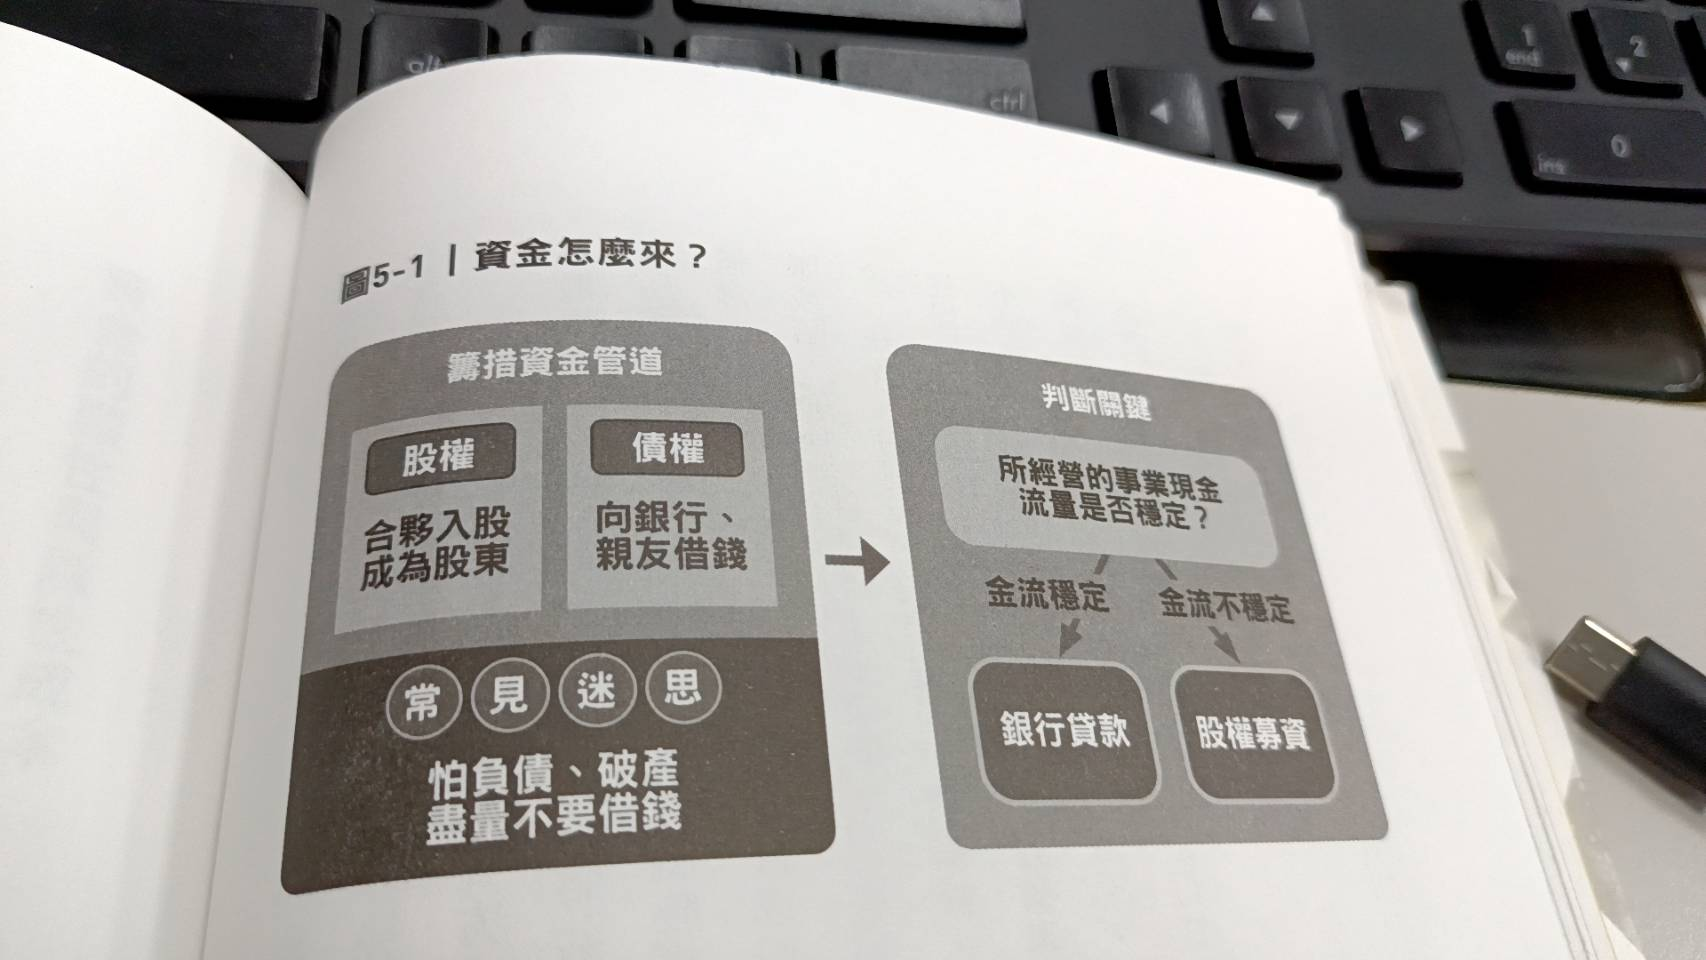 alt
ctrl
1
end
2
0
ins
圖5-1｜資金怎麼來？
籌措資金管道
股權
合夥入股
成為股東
債權
向銀行、
親友借錢
常見迷思
怕負債、破產
盡量不要借錢
判斷關鍵
所經營的事業現金
流量是否穩定？
金流穩定
金流不穩定
銀行貸款
股權募資